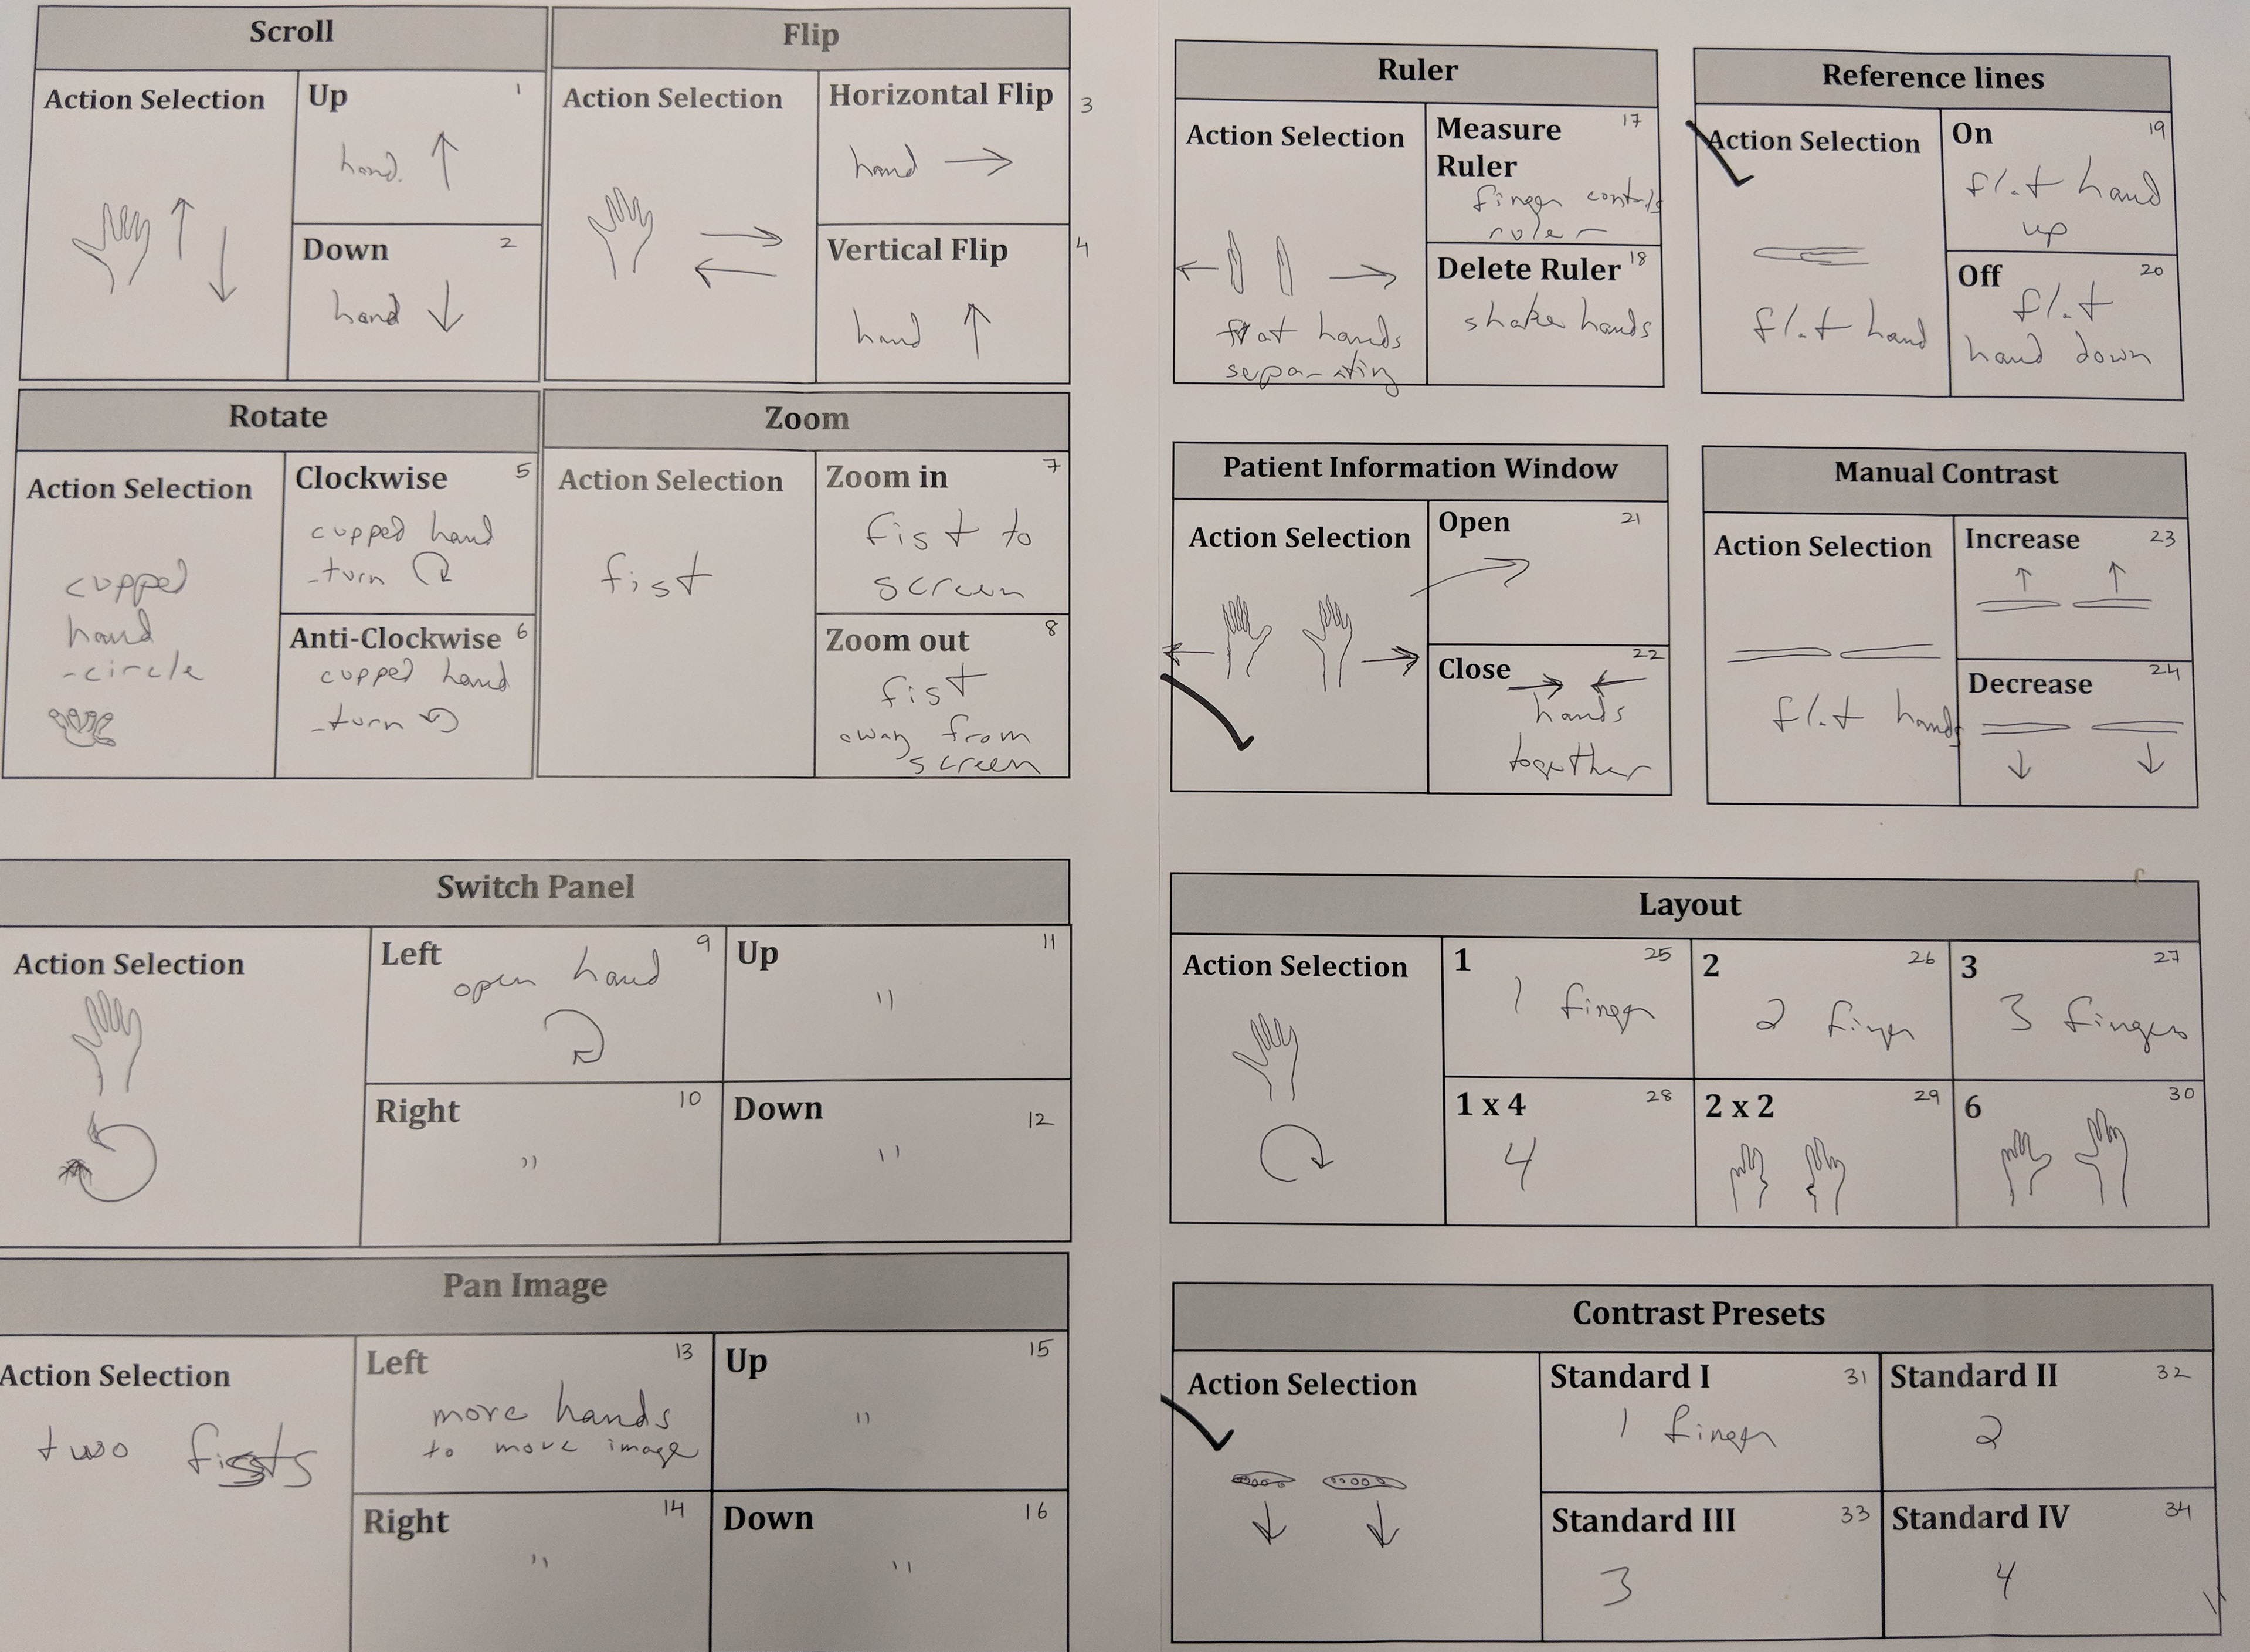 Scroll
Action Selection
Up
1
hand
Down
2
hand
Flip
Action Selection
Horizontal Flip
3
hand
Vertical Flip
4
hand
Rotate
Action Selection
cupped
hand
-circle
Clockwise
5
cupped hand
-turn
Anti-Clockwise
6
cupped hand
-turn
Zoom
Action Selection
fist
Zoom in
7
fist to
screen
Zoom out
8
fist
away from
screen
Switch Panel
Action Selection
Left
9
open hand
Up
11
"
Right
10
"
Down
12
"
Pan Image
Action Selection
two fists
Left
13
more hands
to move image
Up
15
"
Right
14
"
Down
16
"
Ruler
Action Selection
flat hands
separating
Measure
Ruler
17
finger controls
ruler
Delete Ruler
18
shake hands
Reference lines
Action Selection
flat hand
On
19
flat hand
up
Off
20
flat
hand down
Patient Information Window
Action Selection
Open
21
Close
22
hands
together
Manual Contrast
Action Selection
flat hands
Increase
23
Decrease
24
Layout
Action Selection
1
25
1 finger
2
26
2 finger
3
27
3 fingers
1 x 4
28
4
2 x 2
29
6
30
Contrast Presets
Action Selection
Standard I
31
1 finger
Standard II
32
2
Standard III
33
3
Standard IV
34
4